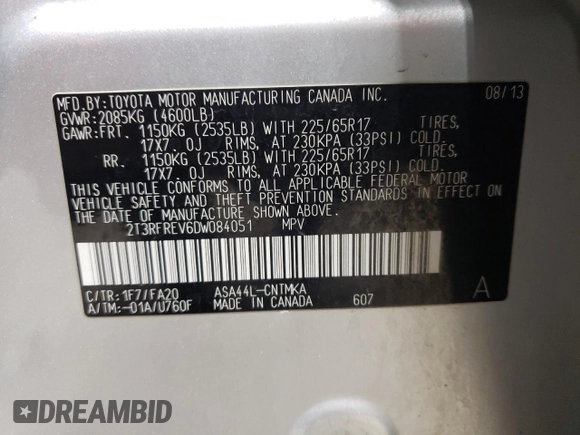 MFD.BY:TOYOTA MOTOR MANUFACTURING CANADA INC. 08/13
GVWR:2085KG (4600LB)
GAWR:FRT. 1150KG (2535LB) WITH 225/65R17 TIRES,
17X7.0J RIMS, AT 230KPA (33PSI) COLD.
RR. 1150KG (2535LB) WITH 225/65R17 TIRES,
17X7.0J RIMS, AT 230KPA (33PSI) COLD.
THIS VEHICLE CONFORMS TO ALL APPLICABLE FEDERAL MOTOR
VEHICLE SAFETY AND THEFT PREVENTION STANDARDS IN EFFECT ON
THE DATE OF MANUFACTURE SHOWN ABOVE.
2T3RFREV6DW084051 MPV
C/TR:1F7/FA20 ASA44L-CNTMKA
A/TM:-01A/U760F MADE IN CANADA 607 A
DREAMBID